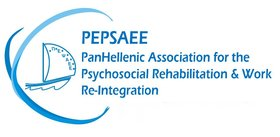 PEPSAEE
PanHellenic Association for the
Psychosocial Rehabilitation & Work
Re-Integration